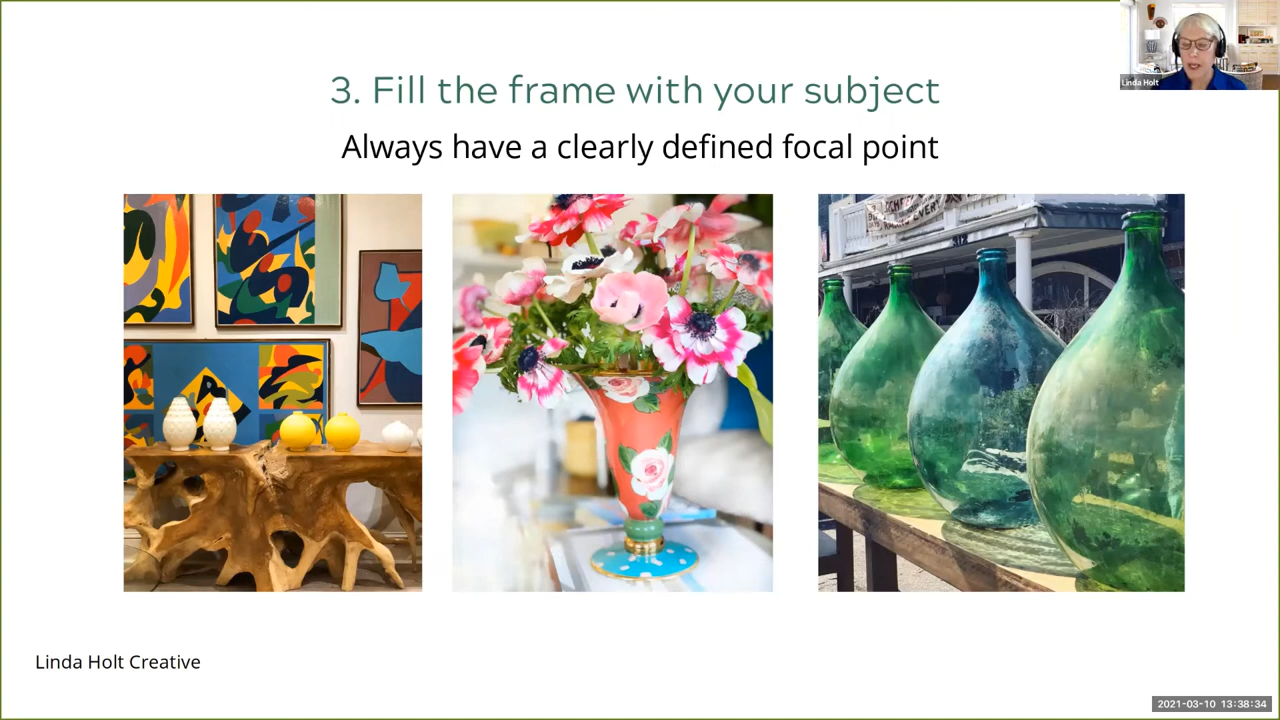 3. Fill the frame with your subject
Always have a clearly defined focal point
Linda Holt
Linda Holt Creative
2021-03-10 13:38:34